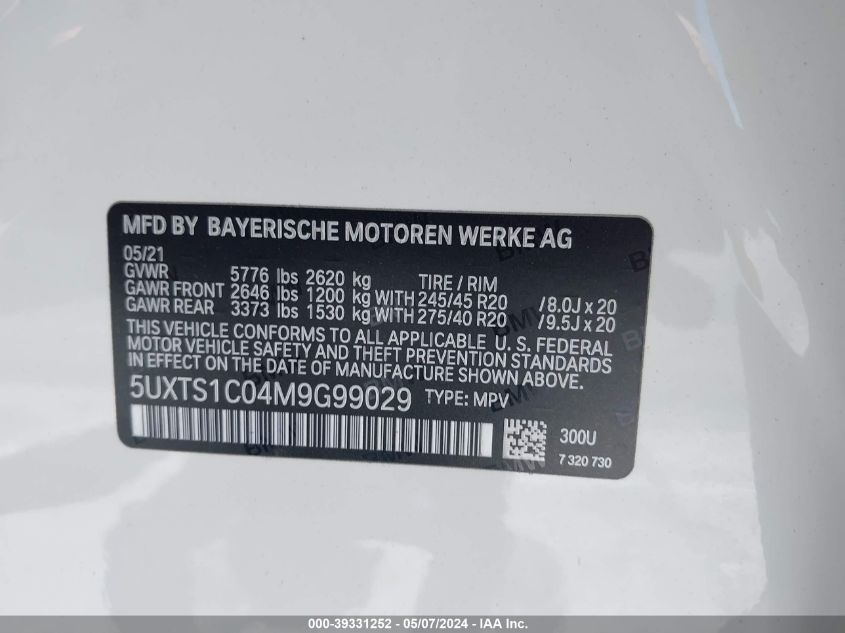 MFD BY BAYERISCHE MOTOREN WERKE AG
05/21
GVWR 5776 lbs 2620 kg TIRE / RIM
GAWR FRONT 2646 lbs 1200 kg WITH 245/45 R20 /8.0J x 20
GAWR REAR 3373 lbs 1530 kg WITH 275/40 R20 /9.5J x 20
THIS VEHICLE CONFORMS TO ALL APPLICABLE U. S. FEDERAL
MOTOR VEHICLE SAFETY AND THEFT PREVENTION STANDARDS
IN EFFECT ON THE DATE OF MANUFACTURE SHOWN ABOVE.
5UXTS1C04M9G99029 TYPE: MPV
300U
7 320 730
000-39331252 - 05/07/2024 - IAA Inc.